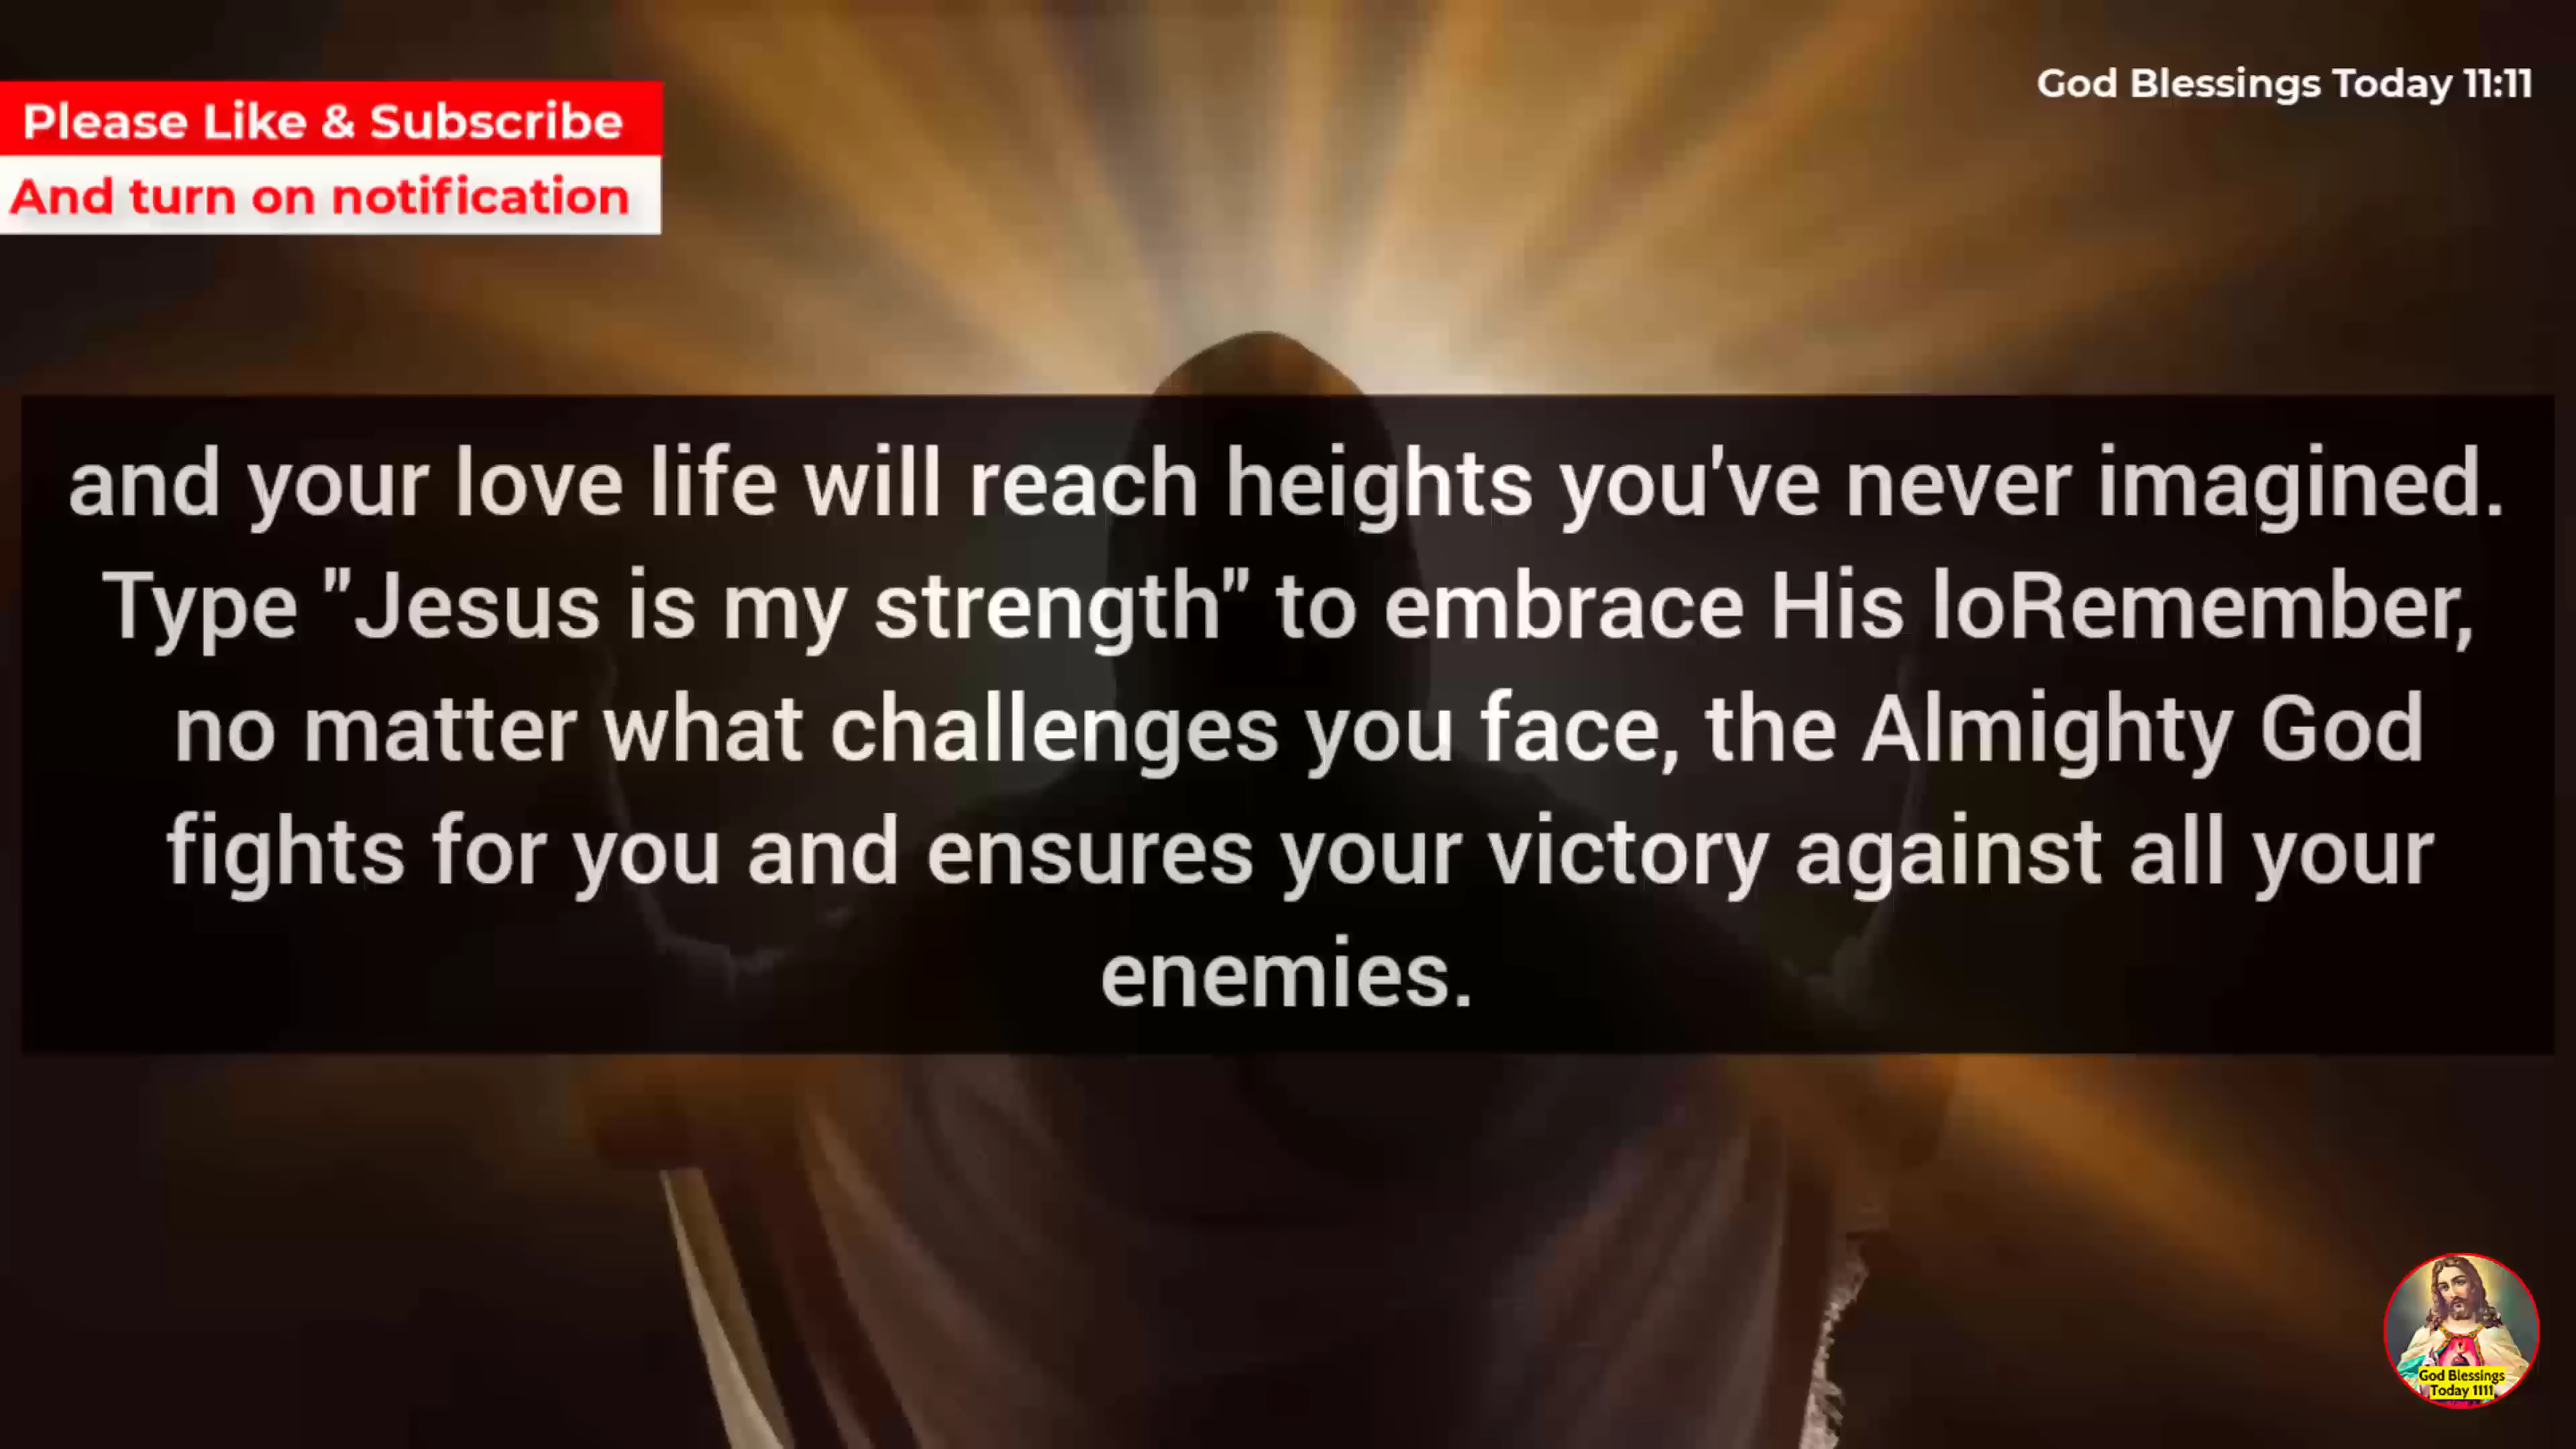 Please Like & Subscribe
And turn on notification
God Blessings Today 11:11
and your love life will reach heights you've never imagined.
Type "Jesus is my strength" to embrace His loRemember,
no matter what challenges you face, the Almighty God
fights for you and ensures your victory against all your
enemies.
God Blessings
Today 1111